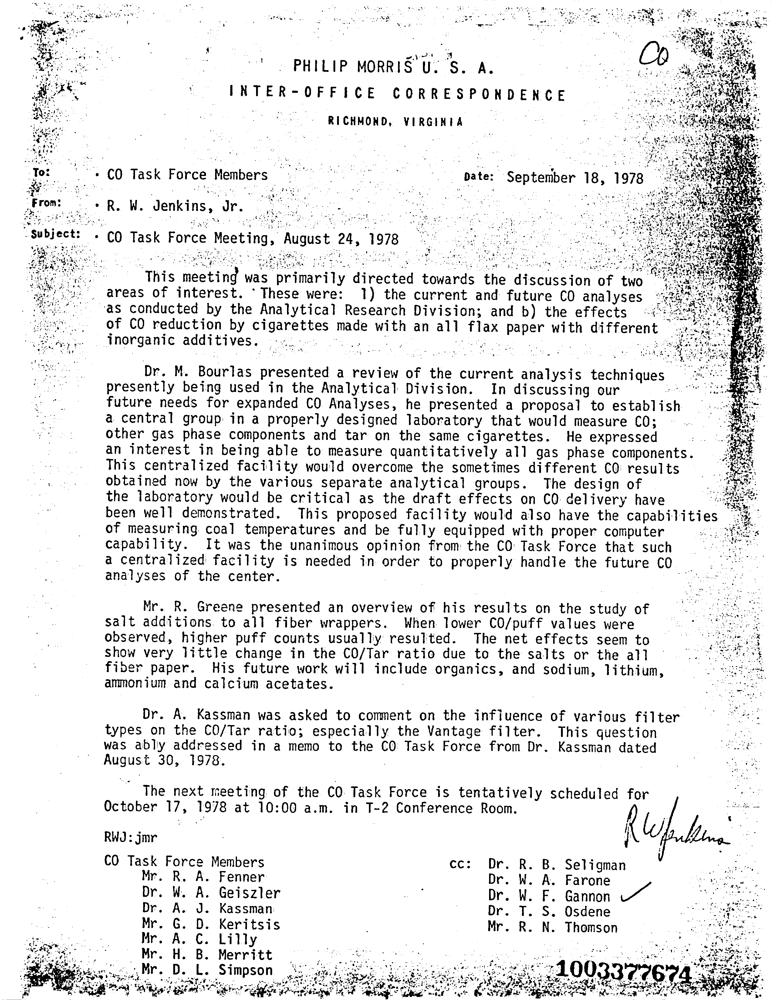 CO
PHILIP MORRIS U. S. A.
INTER-OFFICE CORRESPONDENCE
RICHMOND, VIRGINIA
To: . CO Task Force Members Date: September 18, 1978
From: . R. W. Jenkins, Jr.
Subject: . CO Task Force Meeting, August 24, 1978
This meeting was primarily directed towards the discussion of two
areas of interest. These were: 1) the current and future CO analyses
as conducted by the Analytical Research Division; and b) the effects
of CO reduction by cigarettes made with an all flax paper with different
inorganic additives.
Dr. M. Bourlas presented a review of the current analysis techniques
presently being used in the Analytical Division. In discussing our
future needs for expanded CO Analyses, he presented a proposal to establish
a central group in a properly designed laboratory that would measure CO;
other gas phase components and tar on the same cigarettes. He expressed
an interest in being able to measure quantitatively all gas phase components.
This centralized facility would overcome the sometimes different CO results
obtained now by the various separate analytical groups. The design of
the laboratory would be critical as the draft effects on CO delivery have
been well demonstrated. This proposed facility would also have the capabilities
of measuring coal temperatures and be fully equipped with proper computer
capability. It was the unanimous opinion from the CO Task Force that such
a centralized facility is needed in order to properly handle the future CO
analyses of the center.
Mr. R. Greene presented an overview of his results on the study of
salt additions to all fiber wrappers. When lower CO/puff values were
observed, higher puff counts usually resulted. The net effects seem to
show very little change in the CO/Tar ratio due to the salts or the all
fiber paper. His future work will include organics, and sodium, lithium,
ammonium and calcium acetates.
Dr. A. Kassman was asked to comment on the influence of various filter
types on the CO/Tar ratio; especially the Vantage filter. This question
was ably addressed in a memo to the CO Task Force from Dr. Kassman dated
August 30, 1978.
The next meeting of the CO Task Force is tentatively scheduled for
October 17, 1978 at 10:00 a.m. in T-2 Conference Room.
RWJenkins
RWJ:jmr
CO Task Force Members cc: Dr. R. B. Seligman
Mr. R. A. Fenner Dr. W. A. Farone
Dr. W. A. Geiszler Dr. W. F. Gannon
Dr. A. J. Kassman Dr. T. S. Osdene
Mr. G. D. Keritsis Mr. R. N. Thomson
Mr. A. C. Lilly
Mr. H. B. Merritt
Mr. D. L. Simpson
1003377674